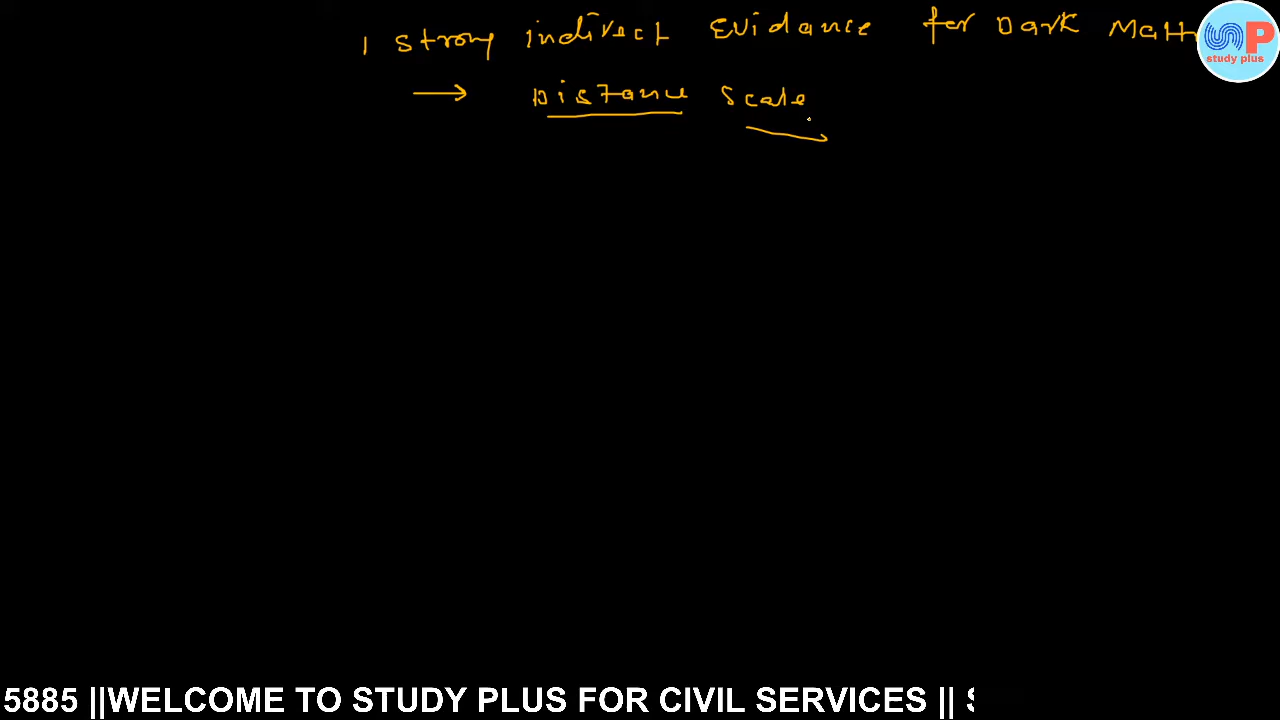 1 strong indirect Evidance for Dark Matt
→ Distance Scale
study plus
5885 ||WELCOME TO STUDY PLUS FOR CIVIL SERVICES || S